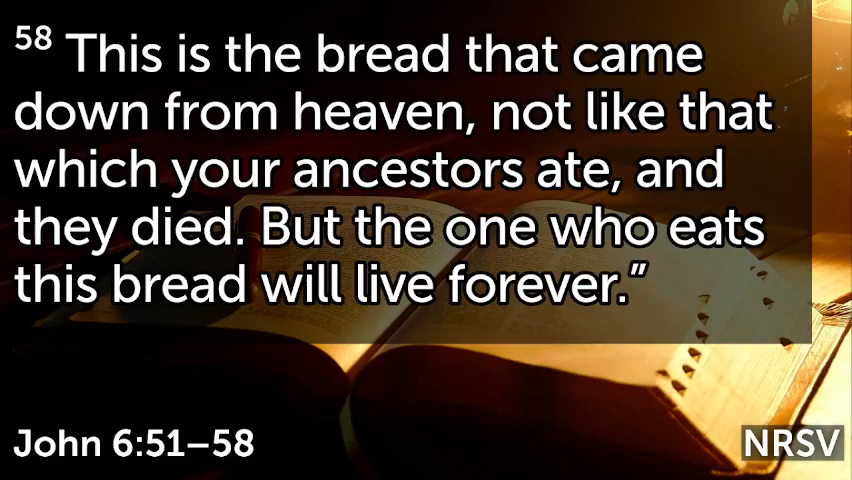 58 This is the bread that came
down from heaven, not like that
which your ancestors ate, and
they died. But the one who eats
this bread will live forever.”
John 6:51–58
NRSV